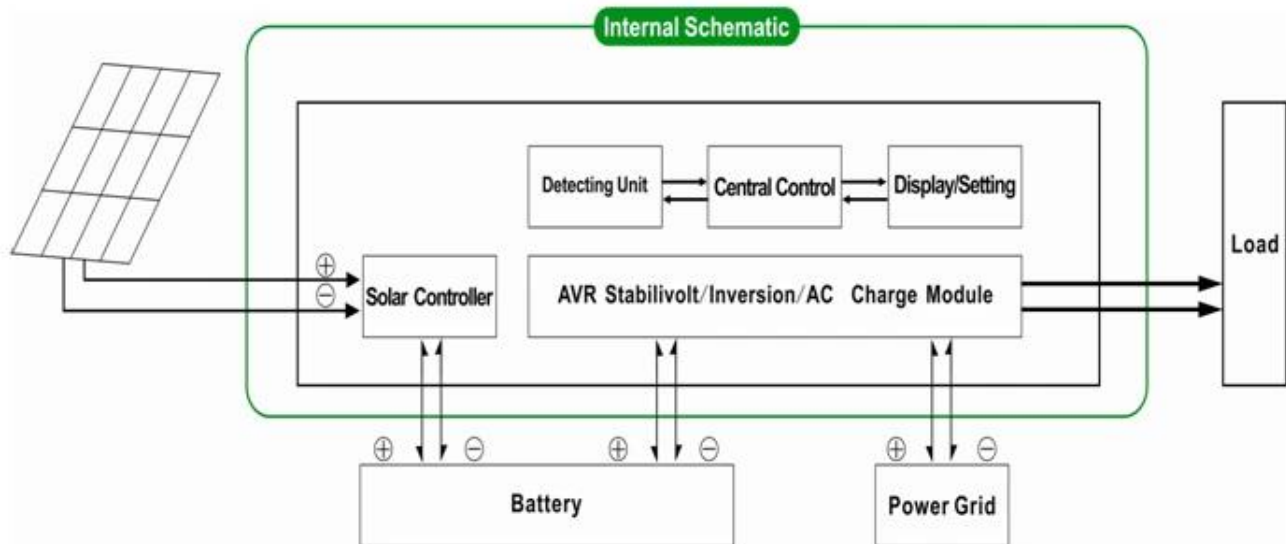 Internal Schematic
Detecting Unit
Central Control
Display/Setting
Load
⊕
⊖
Solar Controller
AVR Stabilivolt/Inversion/AC Charge Module
⊕ ⊖ ⊕ ⊖ ⊕ ⊖
Battery
Power Grid